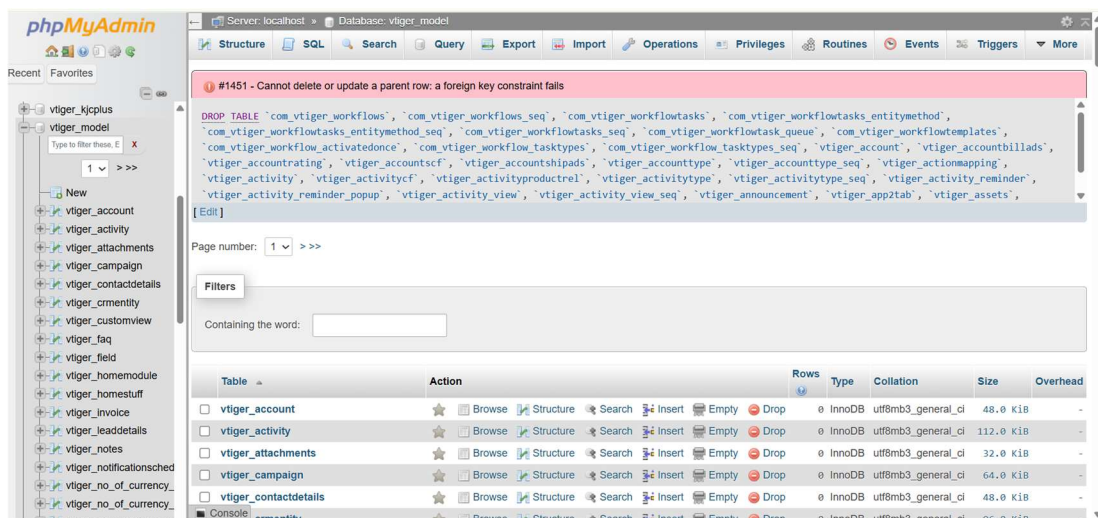 phpMyAdmin
Recent Favorites
vtiger_kjcplus
vtiger_model
Type to filter these, E X
1 > >>
New
vtiger_account
vtiger_activity
vtiger_attachments
vtiger_campaign
vtiger_contactdetails
vtiger_crmentity
vtiger_customview
vtiger_faq
vtiger_field
vtiger_homemodule
vtiger_homestuff
vtiger_invoice
vtiger_leaddetails
vtiger_notes
vtiger_notificationsched
vtiger_no_of_currency_
vtiger_no_of_currency_
Server: localhost » Database: vtiger_model
Structure SQL Search Query Export Import Operations Privileges Routines Events Triggers More
#1451 - Cannot delete or update a parent row: a foreign key constraint fails
DROP TABLE `com_vtiger_workflows`, `com_vtiger_workflows_seq`, `com_vtiger_workflowtasks`, `com_vtiger_workflowtasks_entitymethod`,
`com_vtiger_workflowtasks_entitymethod_seq`, `com_vtiger_workflowtasks_seq`, `com_vtiger_workflowtask_queue`, `com_vtiger_workflowtemplates`,
`com_vtiger_workflow_activatedonce`, `com_vtiger_workflow_tasktypes`, `com_vtiger_workflow_tasktypes_seq`, `vtiger_account`, `vtiger_accountbillads`,
`vtiger_accountrating`, `vtiger_accountscf`, `vtiger_accountshipads`, `vtiger_accounttype`, `vtiger_accounttype_seq`, `vtiger_actionmapping`,
`vtiger_activity`, `vtiger_activitycf`, `vtiger_activityproductrel`, `vtiger_activitytype`, `vtiger_activitytype_seq`, `vtiger_activity_reminder`,
`vtiger_activity_reminder_popup`, `vtiger_activity_view`, `vtiger_activity_view_seq`, `vtiger_announcement`, `vtiger_app2tab`, `vtiger_assets`,
[ Edit ]
Page number: 1 > >>
Filters
Containing the word:
Table Action Rows Type Collation Size Overhead
vtiger_account Browse Structure Search Insert Empty Drop 0 InnoDB utf8mb3_general_ci 48.0 KiB -
vtiger_activity Browse Structure Search Insert Empty Drop 0 InnoDB utf8mb3_general_ci 112.0 KiB -
vtiger_attachments Browse Structure Search Insert Empty Drop 0 InnoDB utf8mb3_general_ci 32.0 KiB -
vtiger_campaign Browse Structure Search Insert Empty Drop 0 InnoDB utf8mb3_general_ci 64.0 KiB -
vtiger_contactdetails Browse Structure Search Insert Empty Drop 0 InnoDB utf8mb3_general_ci 48.0 KiB -
Console